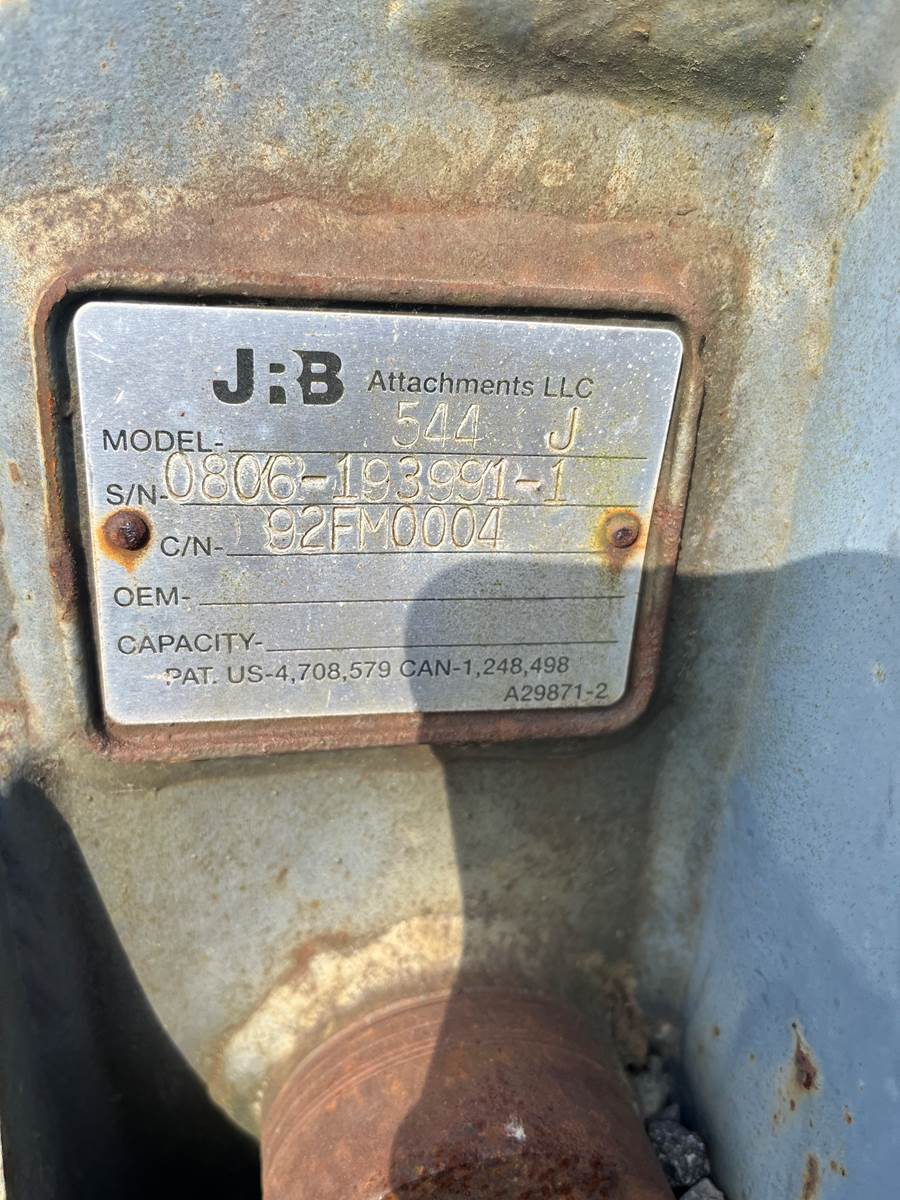 JRB Attachments LLC
MODEL- 544 J
S/N- 0806-193991-1
C/N- 92FM0004
OEM-
CAPACITY-
PAT. US-4,708,579 CAN-1,248,498
A29871-2